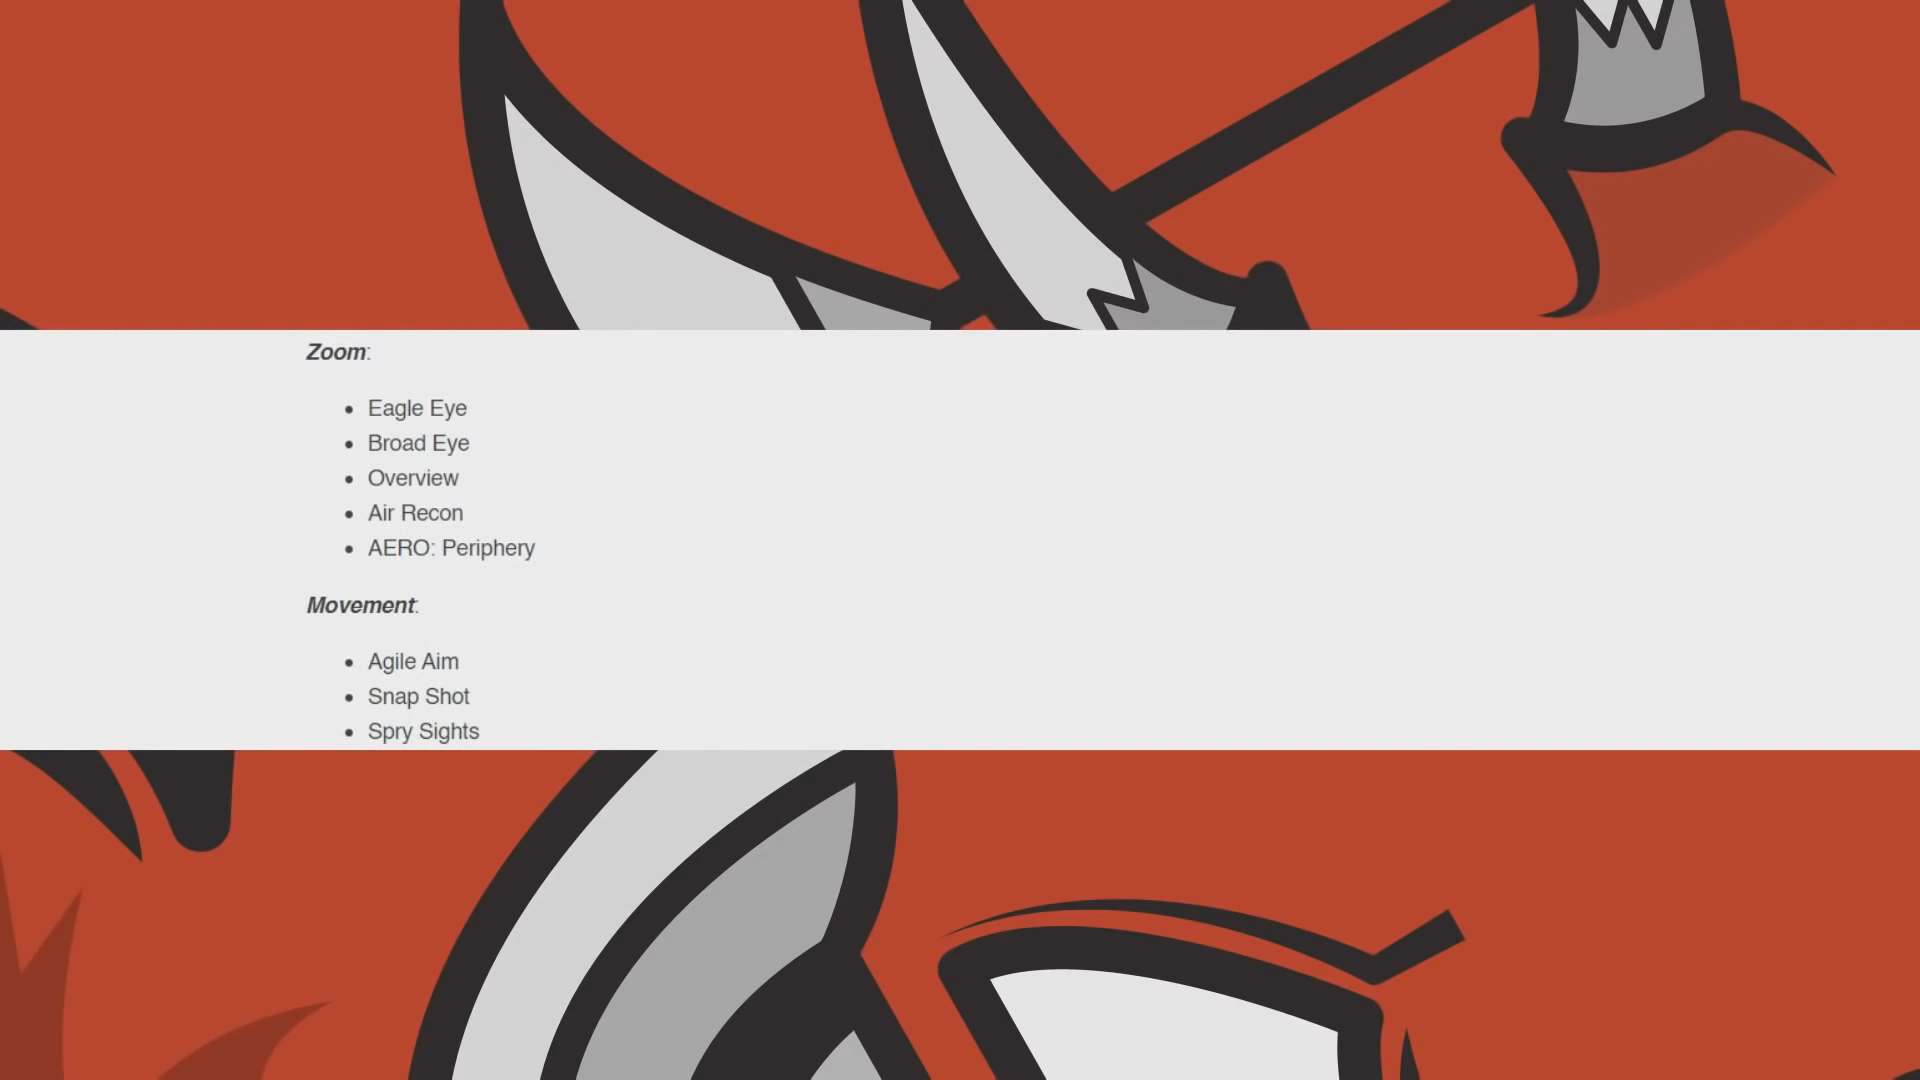 Zoom:
• Eagle Eye
• Broad Eye
• Overview
• Air Recon
• AERO: Periphery
Movement:
• Agile Aim
• Snap Shot
• Spry Sights